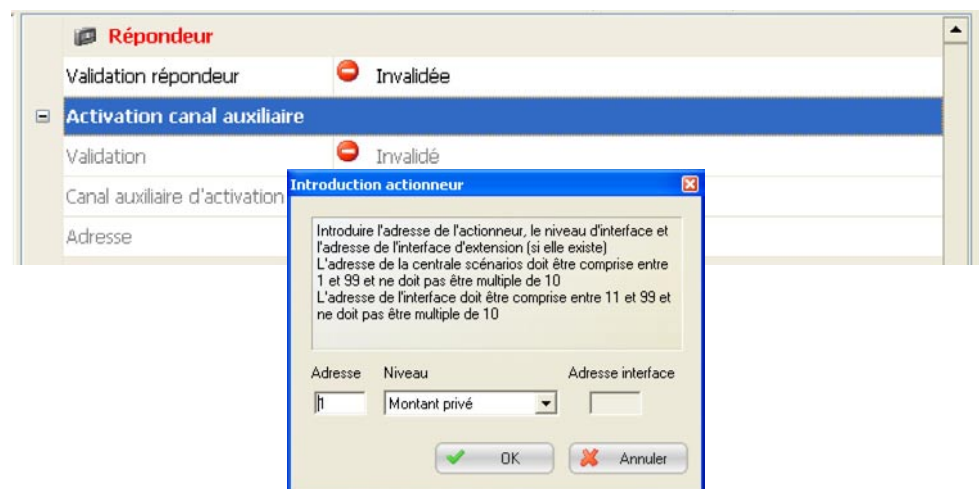 Répondeur
Validation répondeur Invalidée
Activation canal auxiliaire
Validation Invalidé
Canal auxiliaire d'activation
Adresse
Introduction actionneur
Introduire l'adresse de l'actionneur, le niveau d'interface et
l'adresse de l'interface d'extension (si elle existe)
L'adresse de la centrale scénarios doit être comprise entre
1 et 99 et ne doit pas être multiple de 10
L'adresse de l'interface doit être comprise entre 11 et 99 et
ne doit pas être multiple de 10
Adresse Niveau Adresse interface
1 Montant privé
OK Annuler